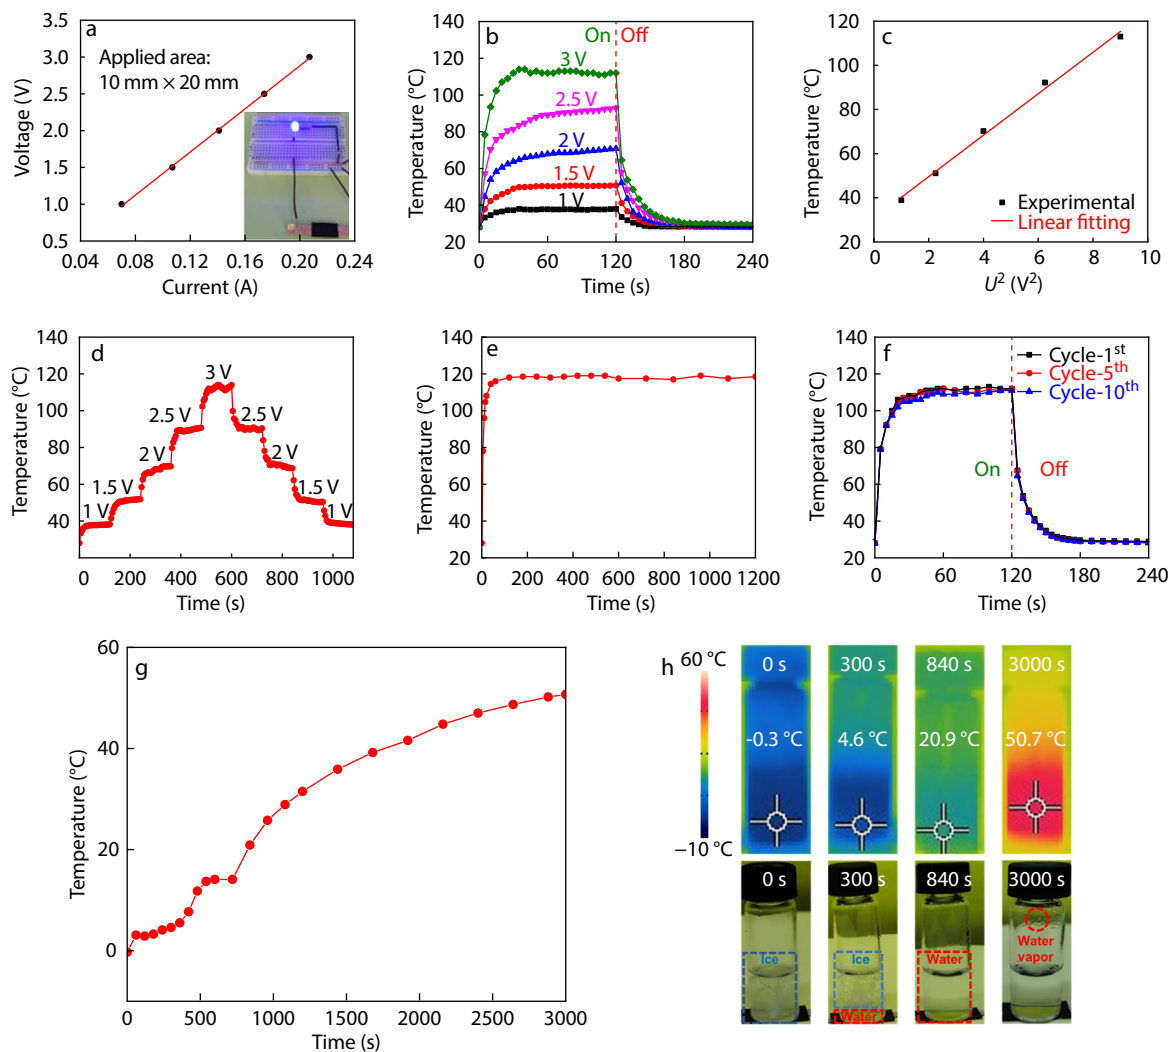 a
Applied area:
10 mm × 20 mm
Voltage (V)
3.5
3.0
2.5
2.0
1.5
1.0
0.5
0.04
0.08
0.12
0.16
0.20
0.24
Current (A)
b
On
Off
3 V
2.5 V
2 V
1.5 V
1 V
Temperature (°C)
140
120
100
80
60
40
20
0
60
120
180
240
Time (s)
c
Temperature (°C)
120
100
80
60
40
20
Experimental
Linear fitting
0
2
4
6
8
10
U² (V²)
d
Temperature (°C)
140
120
100
80
60
40
20
1 V
1.5 V
2 V
2.5 V
3 V
2.5 V
2 V
1.5 V
1 V
0
200
400
600
800
1000
Time (s)
e
Temperature (°C)
140
120
100
80
60
40
20
0
200
400
600
800
1000
1200
Time (s)
f
Cycle-1st
Cycle-5th
Cycle-10th
On
Off
Temperature (°C)
140
120
100
80
60
40
20
0
60
120
180
240
Time (s)
g
Temperature (°C)
60
40
20
0
0
500
1000
1500
2000
2500
3000
Time (s)
h
60 °C
−10 °C
0 s
300 s
840 s
3000 s
-0.3 °C
4.6 °C
20.9 °C
50.7 °C
0 s
300 s
840 s
3000 s
Ice
Ice
Water
Water
Water
vapor